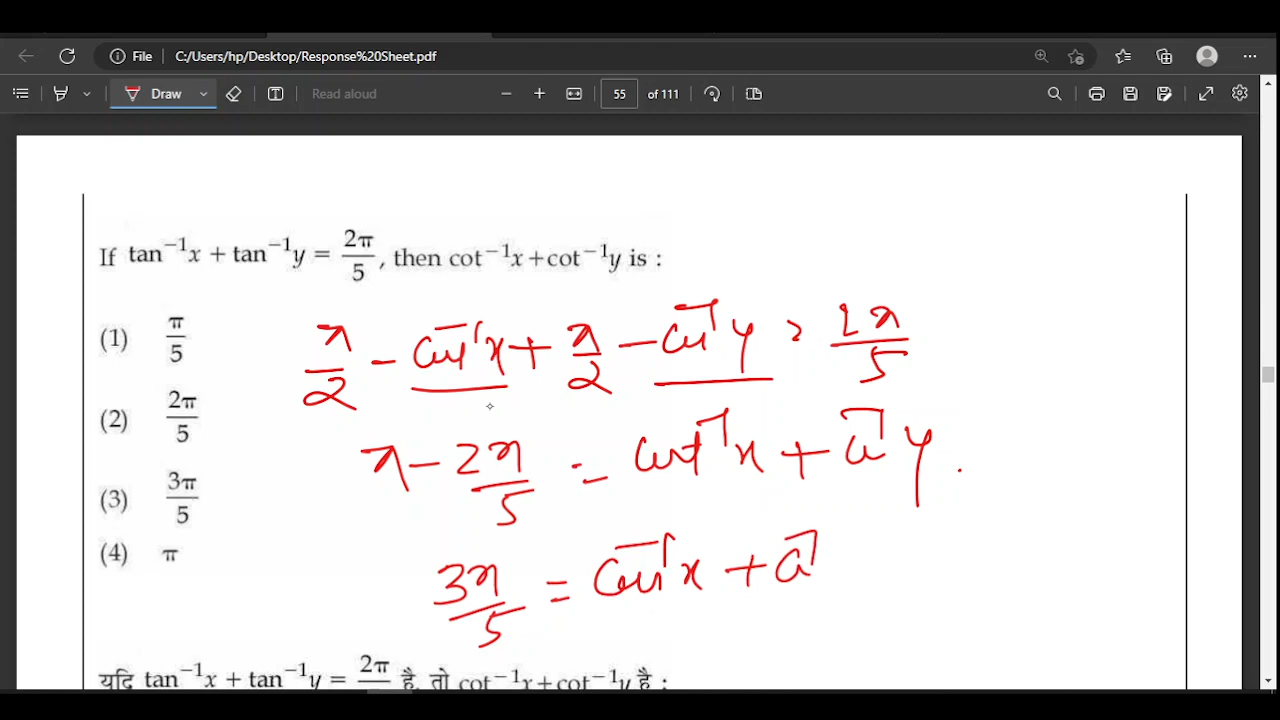 File C:/Users/hp/Desktop/Response%20Sheet.pdf
Draw Read aloud 55 of 111
If tan⁻¹x + tan⁻¹y = 2π/5, then cot⁻¹x + cot⁻¹y is :
(1) π/5
π/2 - cot⁻¹x + π/2 - cot⁻¹y = 2π/5
(2) 2π/5
π - 2π/5 = cot⁻¹x + c⁻¹y
(3) 3π/5
(4) π
3π/5 = cot⁻¹x + c⁻¹
यदि tan⁻¹x + tan⁻¹y = 2π/ है, तो cot⁻¹x + cot⁻¹y है :